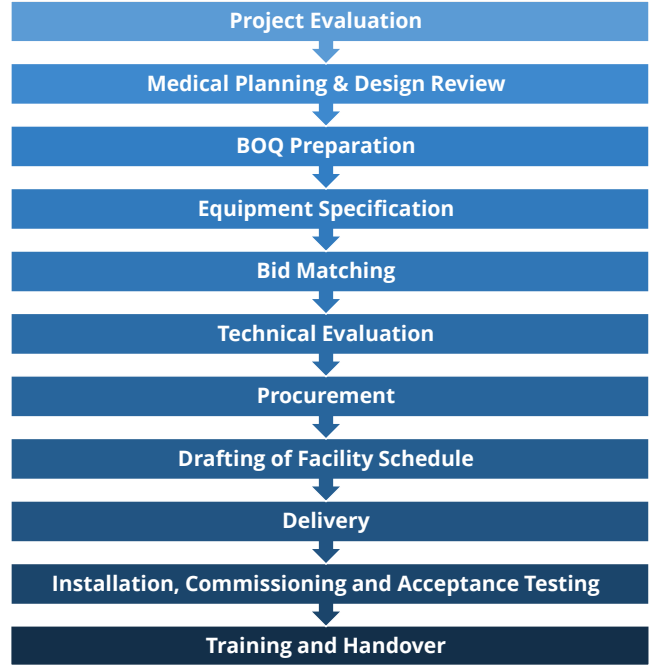 Project Evaluation
Medical Planning & Design Review
BOQ Preparation
Equipment Specification
Bid Matching
Technical Evaluation
Procurement
Drafting of Facility Schedule
Delivery
Installation, Commissioning and Acceptance Testing
Training and Handover